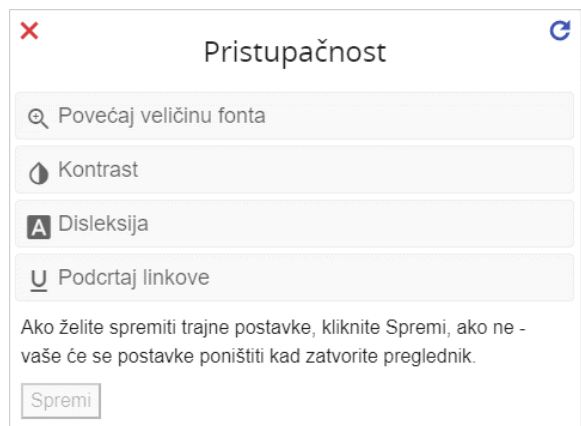 Pristupačnost
Povećaj veličinu fonta
Kontrast
A Disleksija
U Podcrtaj linkove
Ako želite spremiti trajne postavke, kliknite Spremi, ako ne -
vaše će se postavke poništiti kad zatvorite preglednik.
Spremi